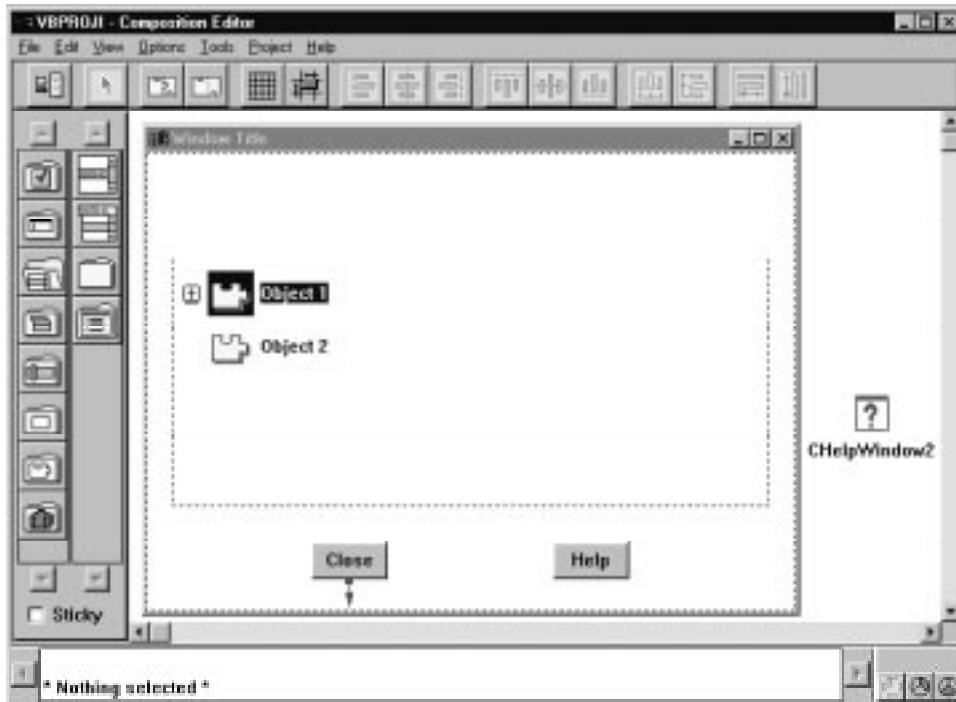 VBPROJ1 - Composition Editor
File Edit View Options Tools Project Help
Window Title
Object 1
Object 2
CHelpWindow2
Close
Help
Sticky
* Nothing selected *